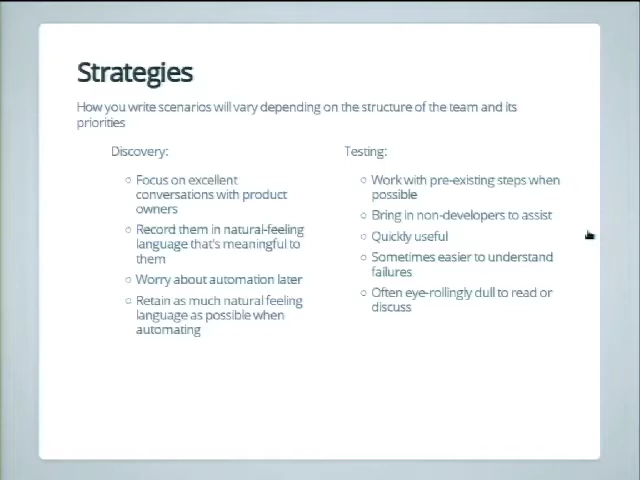 Strategies
How you write scenarios will vary depending on the structure of the team and its
priorities
Discovery:
Focus on excellent
conversations with product
owners
Record them in natural-feeling
language that's meaningful to
them
Worry about automation later
Retain as much natural feeling
language as possible when
automating
Testing:
Work with pre-existing steps when
possible
Bring in non-developers to assist
Quickly useful
Sometimes easier to understand
failures
Often eye-rollingly dull to read or
discuss